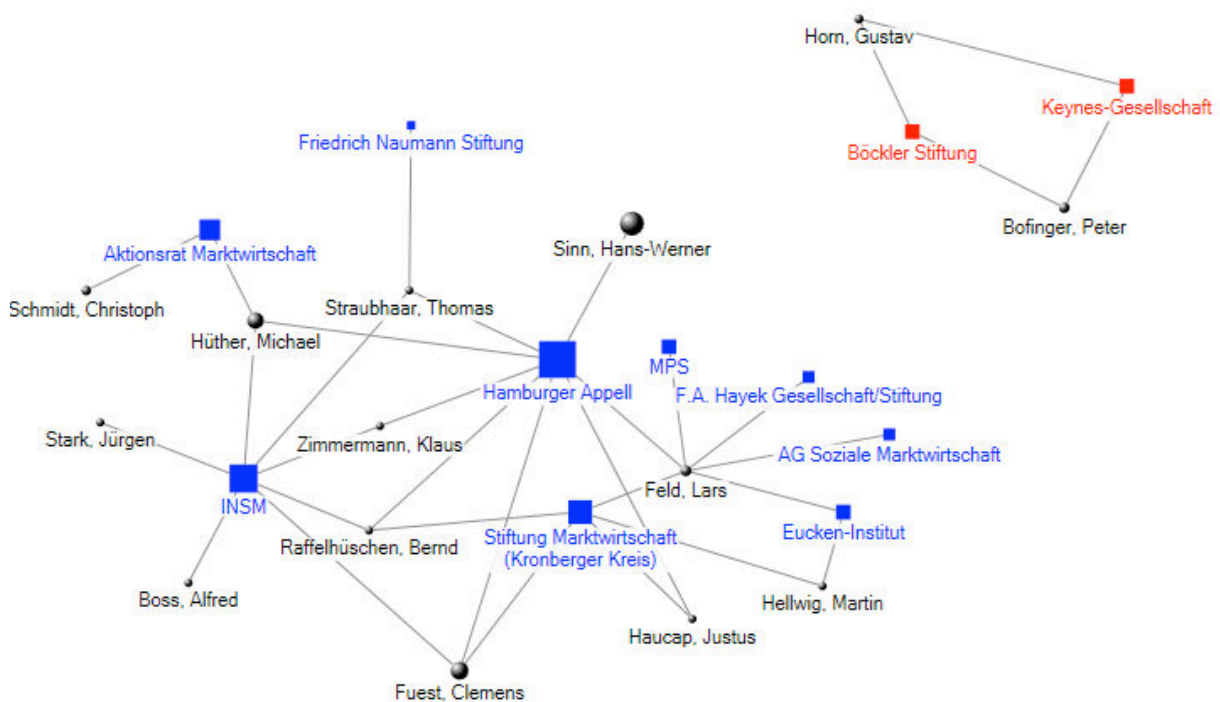 Horn, Gustav
Keynes-Gesellschaft
Friedrich Naumann Stiftung
Böckler Stiftung
Bofinger, Peter
Aktionsrat Marktwirtschaft
Sinn, Hans-Werner
Schmidt, Christoph
Straubhaar, Thomas
Hüther, Michael
MPS
Hamburger Appell
F.A. Hayek Gesellschaft/Stiftung
Stark, Jürgen
Zimmermann, Klaus
AG Soziale Marktwirtschaft
Feld, Lars
INSM
Eucken-Institut
Stiftung Marktwirtschaft
(Kronberger Kreis)
Raffelhüschen, Bernd
Boss, Alfred
Hellwig, Martin
Haucap, Justus
Fuest, Clemens